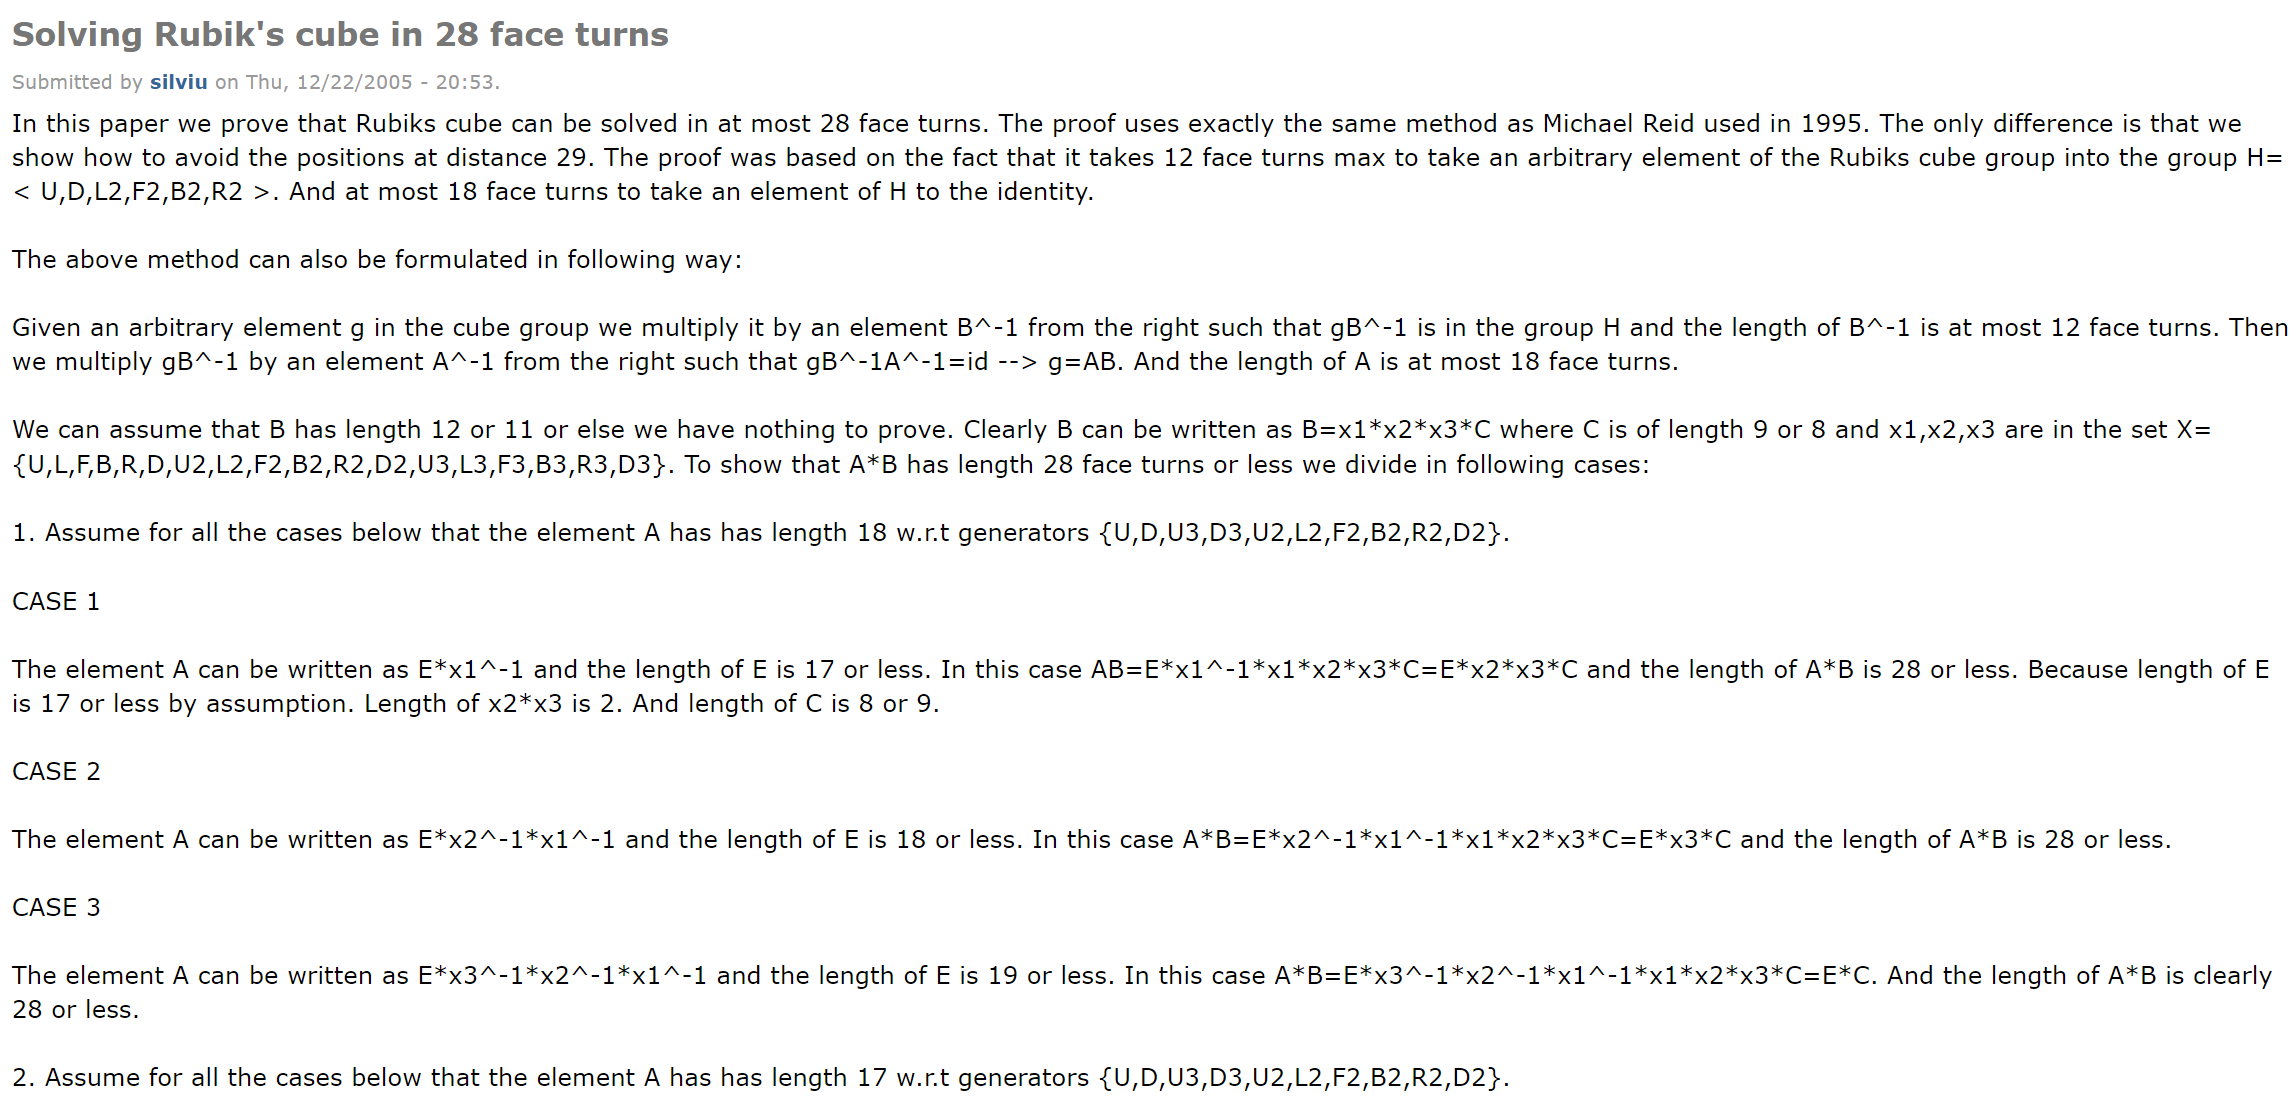 Solving Rubik's cube in 28 face turns
Submitted by silviu on Thu, 12/22/2005 - 20:53.
In this paper we prove that Rubiks cube can be solved in at most 28 face turns. The proof uses exactly the same method as Michael Reid used in 1995. The only difference is that we
show how to avoid the positions at distance 29. The proof was based on the fact that it takes 12 face turns max to take an arbitrary element of the Rubiks cube group into the group H=
< U,D,L2,F2,B2,R2 >. And at most 18 face turns to take an element of H to the identity.
The above method can also be formulated in following way:
Given an arbitrary element g in the cube group we multiply it by an element B^-1 from the right such that gB^-1 is in the group H and the length of B^-1 is at most 12 face turns. Then
we multiply gB^-1 by an element A^-1 from the right such that gB^-1A^-1=id --> g=AB. And the length of A is at most 18 face turns.
We can assume that B has length 12 or 11 or else we have nothing to prove. Clearly B can be written as B=x1*x2*x3*C where C is of length 9 or 8 and x1,x2,x3 are in the set X=
{U,L,F,B,R,D,U2,L2,F2,B2,R2,D2,U3,L3,F3,B3,R3,D3}. To show that A*B has length 28 face turns or less we divide in following cases:
1. Assume for all the cases below that the element A has has length 18 w.r.t generators {U,D,U3,D3,U2,L2,F2,B2,R2,D2}.
CASE 1
The element A can be written as E*x1^-1 and the length of E is 17 or less. In this case AB=E*x1^-1*x1*x2*x3*C=E*x2*x3*C and the length of A*B is 28 or less. Because length of E
is 17 or less by assumption. Length of x2*x3 is 2. And length of C is 8 or 9.
CASE 2
The element A can be written as E*x2^-1*x1^-1 and the length of E is 18 or less. In this case A*B=E*x2^-1*x1^-1*x1*x2*x3*C=E*x3*C and the length of A*B is 28 or less.
CASE 3
The element A can be written as E*x3^-1*x2^-1*x1^-1 and the length of E is 19 or less. In this case A*B=E*x3^-1*x2^-1*x1^-1*x1*x2*x3*C=E*C. And the length of A*B is clearly
28 or less.
2. Assume for all the cases below that the element A has has length 17 w.r.t generators {U,D,U3,D3,U2,L2,F2,B2,R2,D2}.